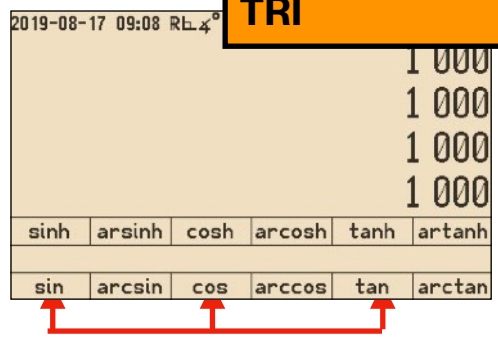 TRI
2019-08-17 09:08 R∟∡°
1 000
1 000
1 000
1 000
sinh arsinh cosh arcosh tanh artanh
sin arcsin cos arccos tan arctan